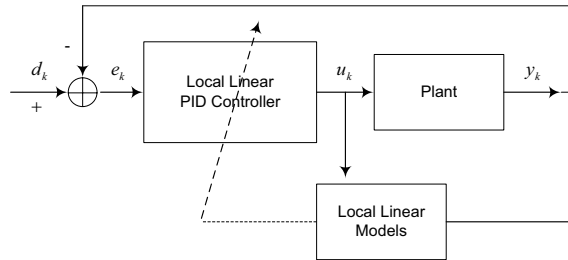 -
d_k
+
e_k
Local Linear
PID Controller
u_k
Plant
y_k
Local Linear
Models